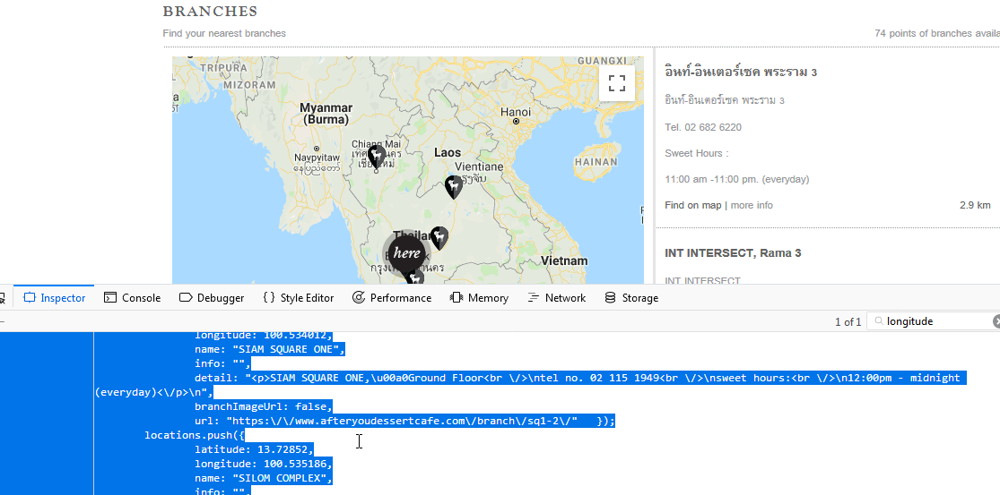 BRANCHES
Find your nearest branches
74 points of branches availa
TRIPURA
MIZORAM
GUANGXI
Myanmar
(Burma)
Hanoi
Chiang Mai
Naypyitaw
နေပြည်တော်
เชียงใหม่
Laos
Vientiane
HAINAN
Thailan
here
กรุงเทพ
นคร
Vietnam
อินท์-อินเตอร์เซค พระราม 3
อินท์-อินเตอร์เซค พระราม 3
Tel. 02 682 6220
Sweet Hours :
11:00 am -11:00 pm. (everyday)
Find on map | more info
2.9 km
INT INTERSECT, Rama 3
INT INTERSECT
Inspector
Console
Debugger
{ } Style Editor
Performance
Memory
Network
Storage
1 of 1
longitude
longitude: 100.534012,
name: "SIAM SQUARE ONE",
info: "",
detail: "<p>SIAM SQUARE ONE,\u00a0Ground Floor<br \/>\ntel no. 02 115 1949<br \/>\nsweet hours:<br \/>\n12:00pm - midnight
(everyday)<\/p>\n",
branchImageUrl: false,
url: "https:\/\/www.afteryoudessertcafe.com\/branch\/sq1-2\/" });
locations.push({
latitude: 13.72852,
longitude: 100.535186,
name: "SILOM COMPLEX",
info: "",